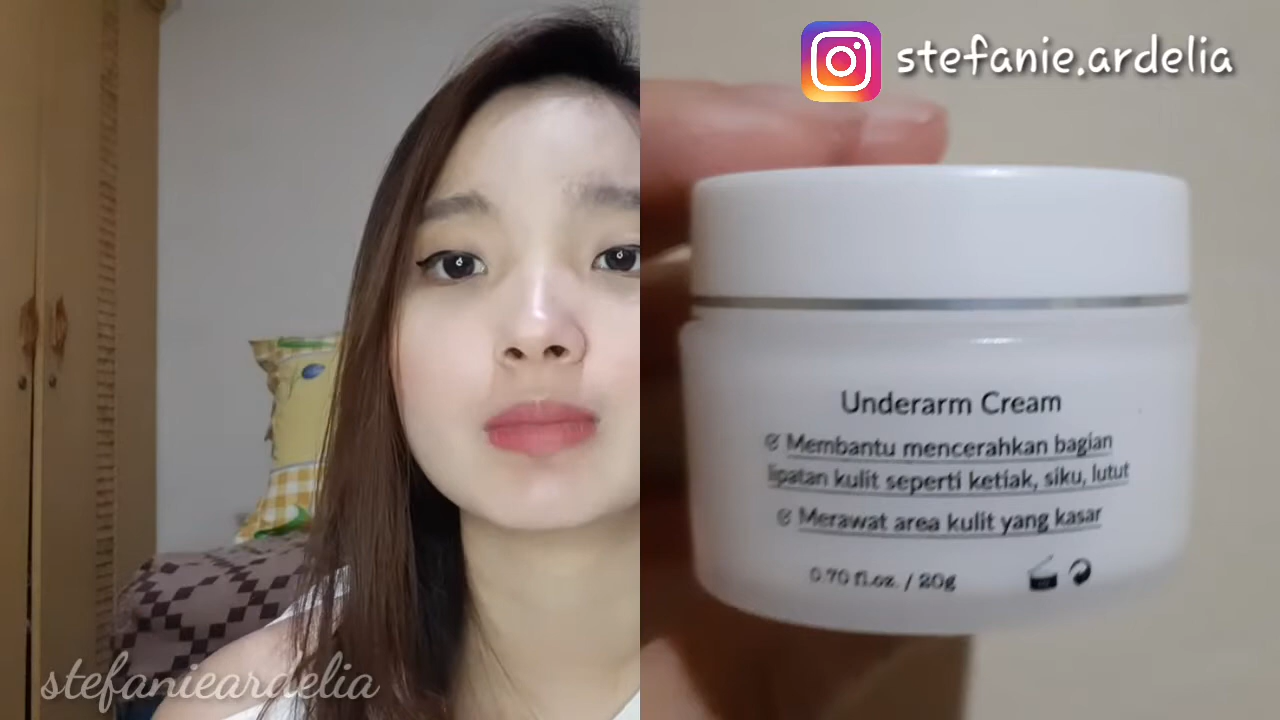 stefanie.ardelia
Underarm Cream
Membantu mencerahkan bagian
lipatan kulit seperti ketiak, siku, lutut
Merawat area kulit yang kasar
0.70 fl.oz. / 20g
stefanieardelia